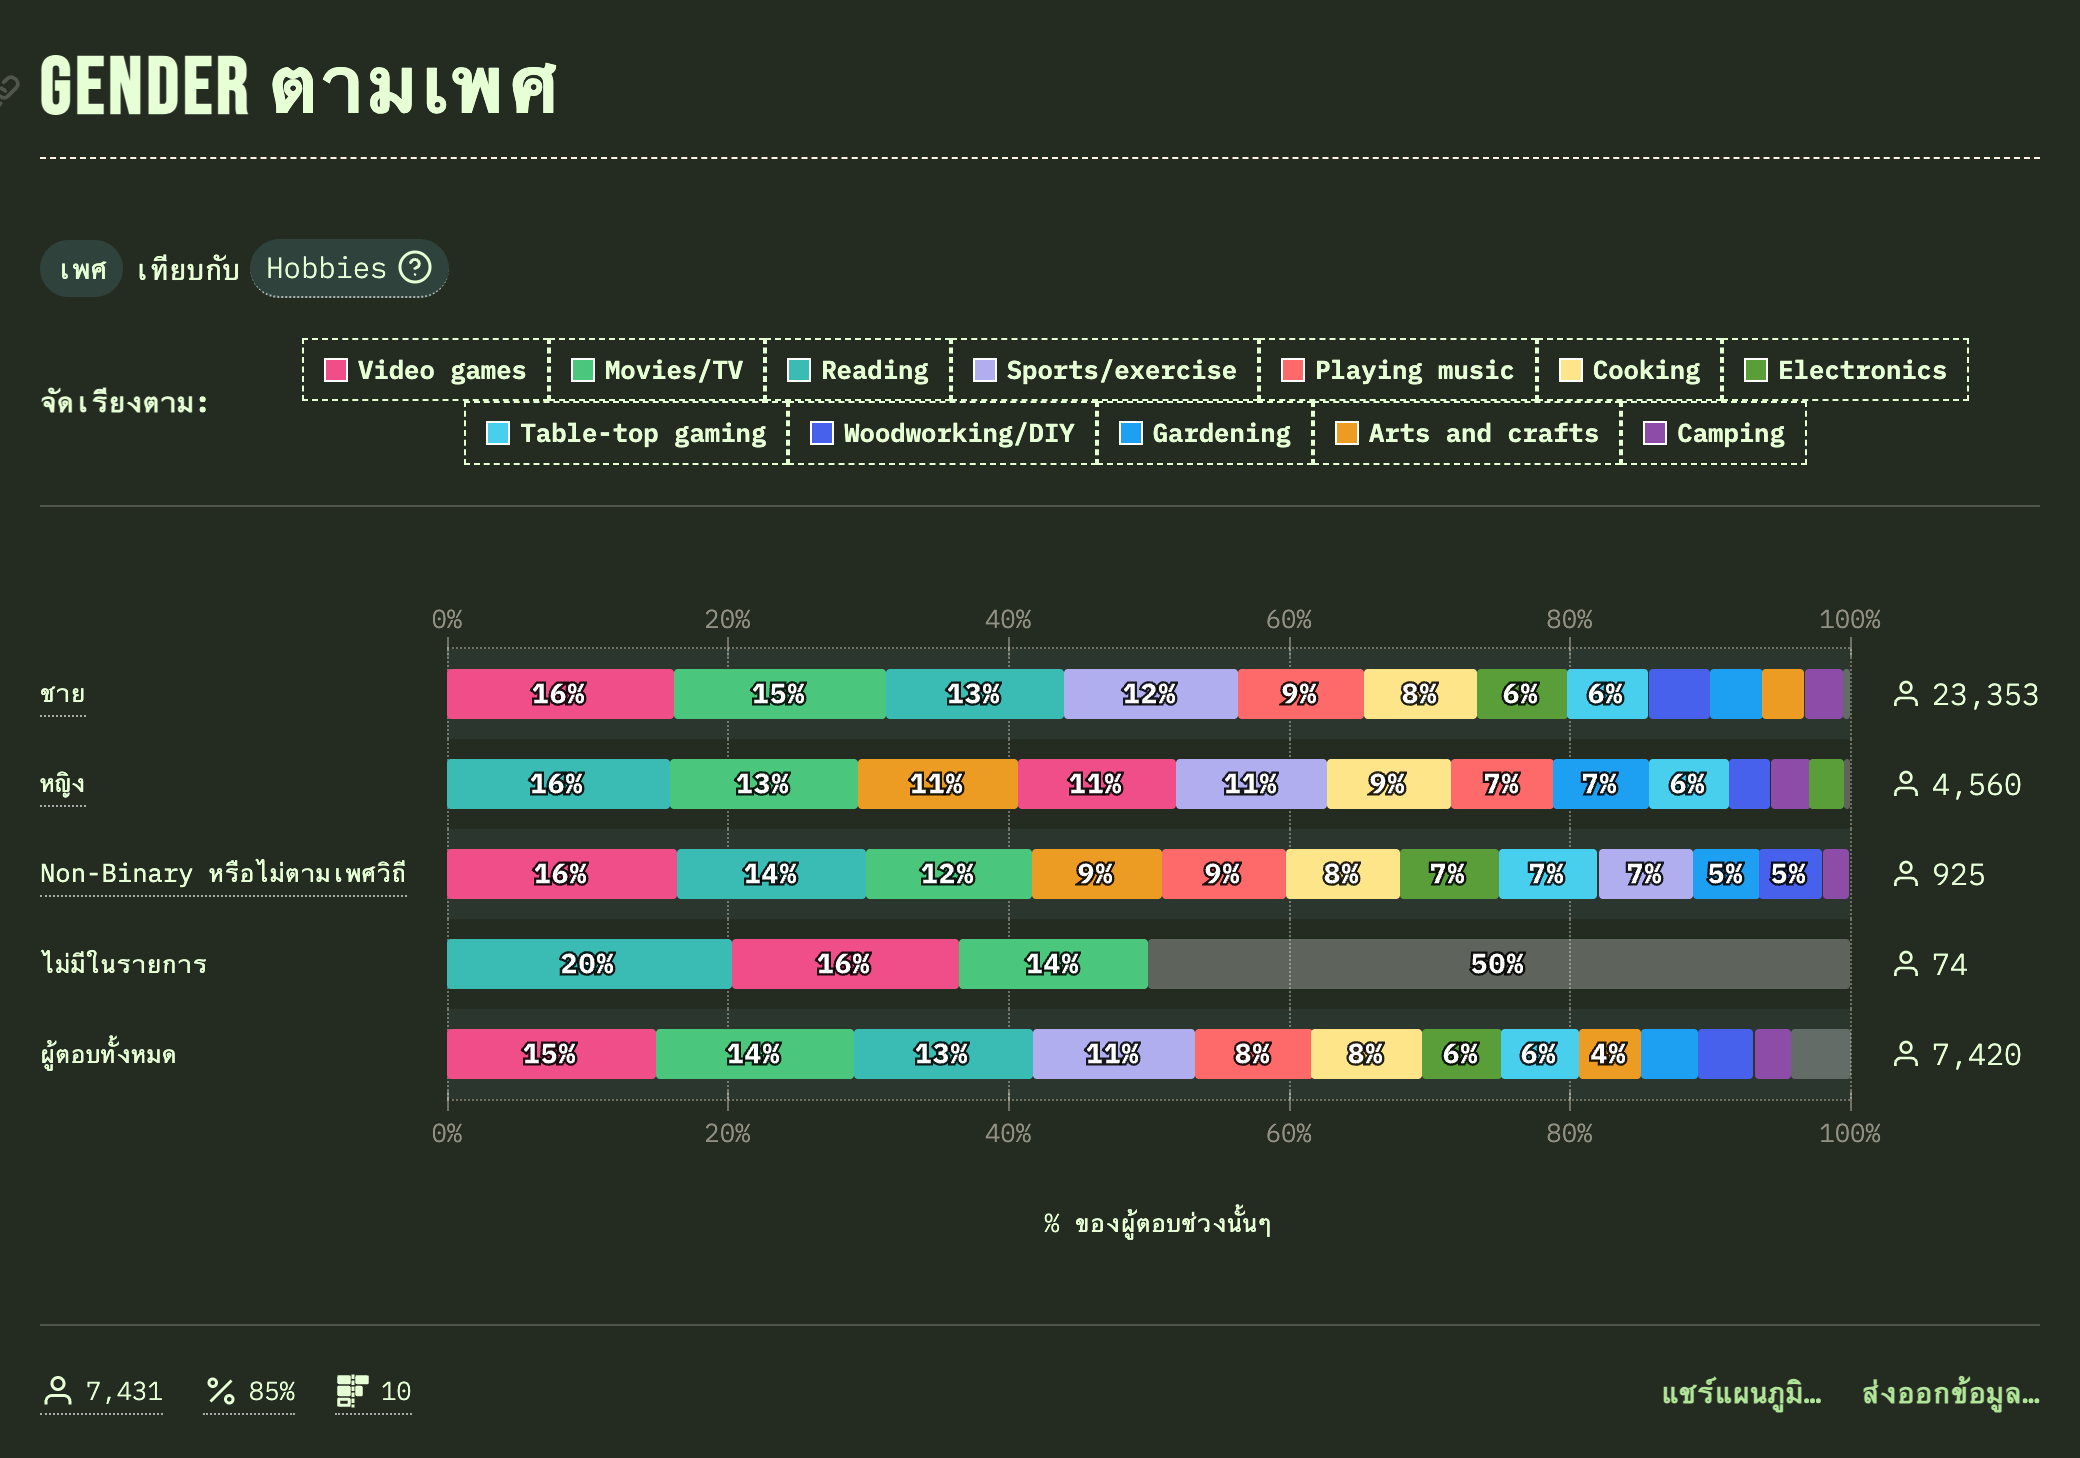 GENDER ตามเพศ
เพศ เทียบกับ Hobbies ?
จัดเรียงตาม:
Video games Movies/TV Reading Sports/exercise Playing music Cooking Electronics
Table-top gaming Woodworking/DIY Gardening Arts and crafts Camping
0% 20% 40% 60% 80% 100%
ชาย 16% 15% 13% 12% 9% 8% 6% 6% 23,353
หญิง 16% 13% 11% 11% 11% 9% 7% 7% 6% 4,560
Non-Binary หรือไม่ตามเพศวิถี 16% 14% 12% 9% 9% 8% 7% 7% 7% 5% 5% 925
ไม่มีในรายการ 20% 16% 14% 50% 74
ผู้ตอบทั้งหมด 15% 14% 13% 11% 8% 8% 6% 6% 4% 7,420
0% 20% 40% 60% 80% 100%
% ของผู้ตอบช่วงนั้นๆ
7,431 % 85% 10 แชร์แผนภูมิ… ส่งออกข้อมูล…